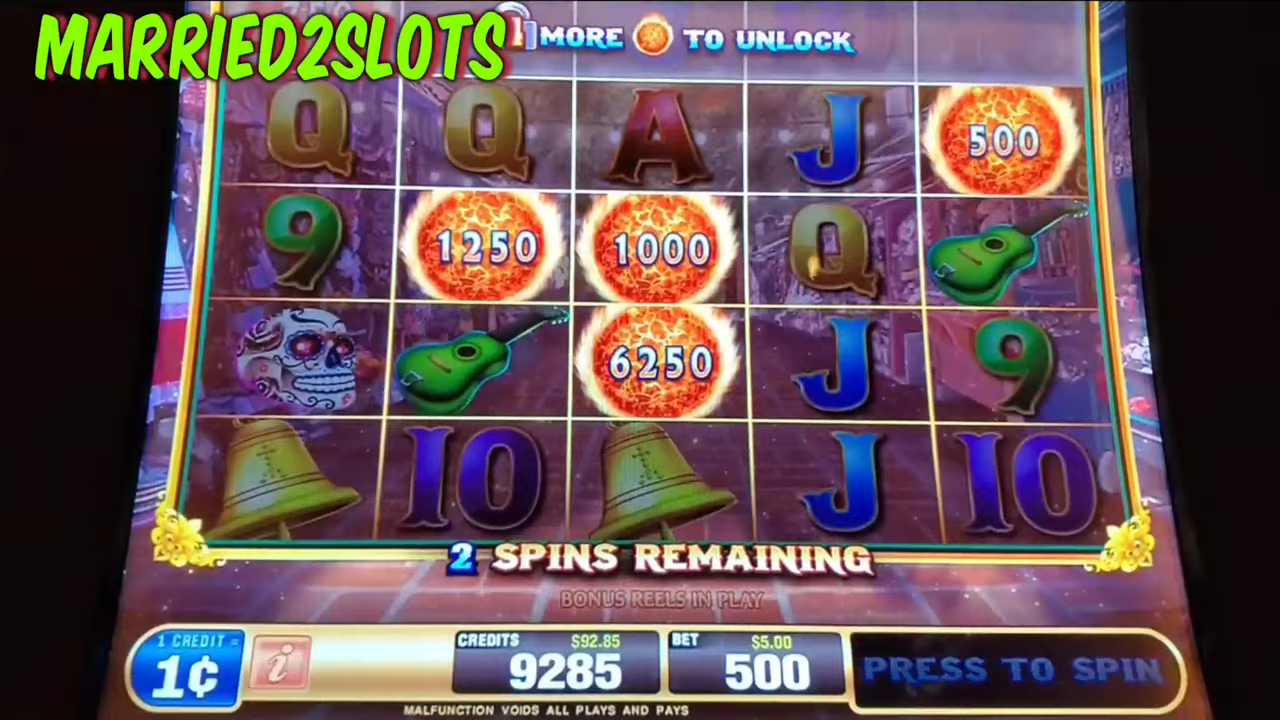 MARRIED2SLOTS
1 MORE TO UNLOCK
Q Q A J 500
9 1250 1000 Q
6250 J 9
10 J 10
2 SPINS REMAINING
BONUS REELS IN PLAY
1 CREDIT =
1¢
i
CREDITS $92.85
9285
BET $5.00
500
PRESS TO SPIN
MALFUNCTION VOIDS ALL PLAYS AND PAYS